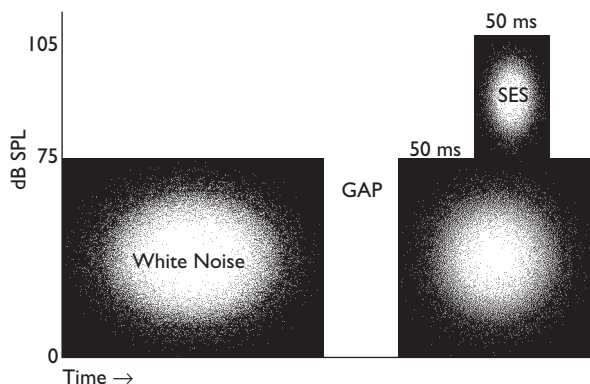 50 ms
105
SES
dB SPL
75
50 ms
GAP
White Noise
0
Time →